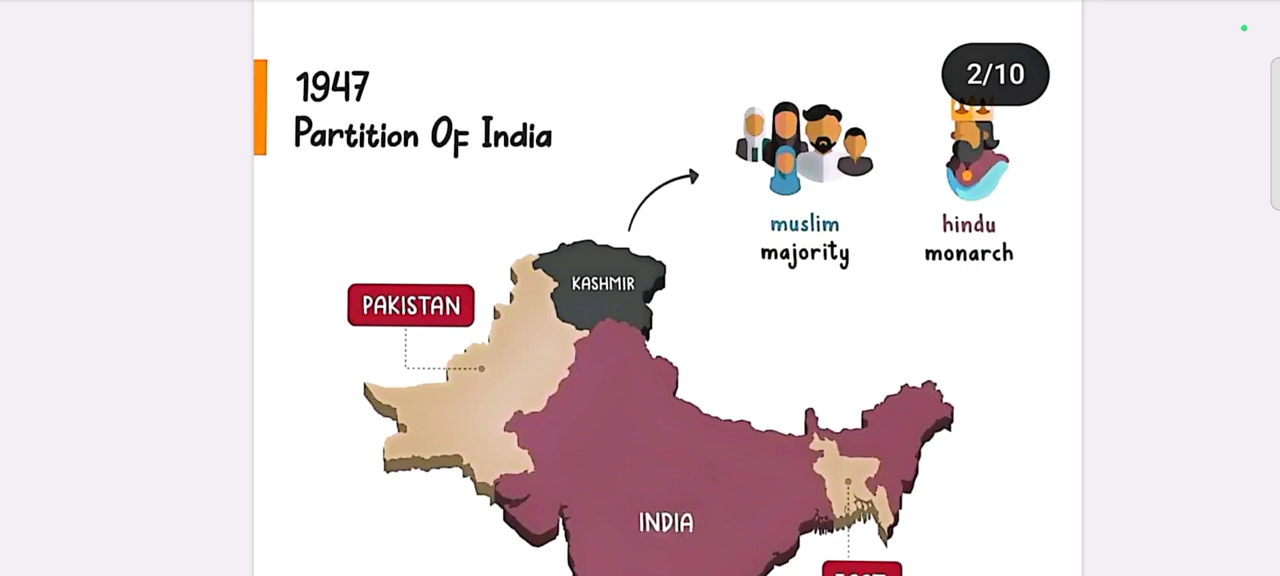 1947
Partition Of India
2/10
muslim
majority
hindu
monarch
KASHMIR
PAKISTAN
INDIA